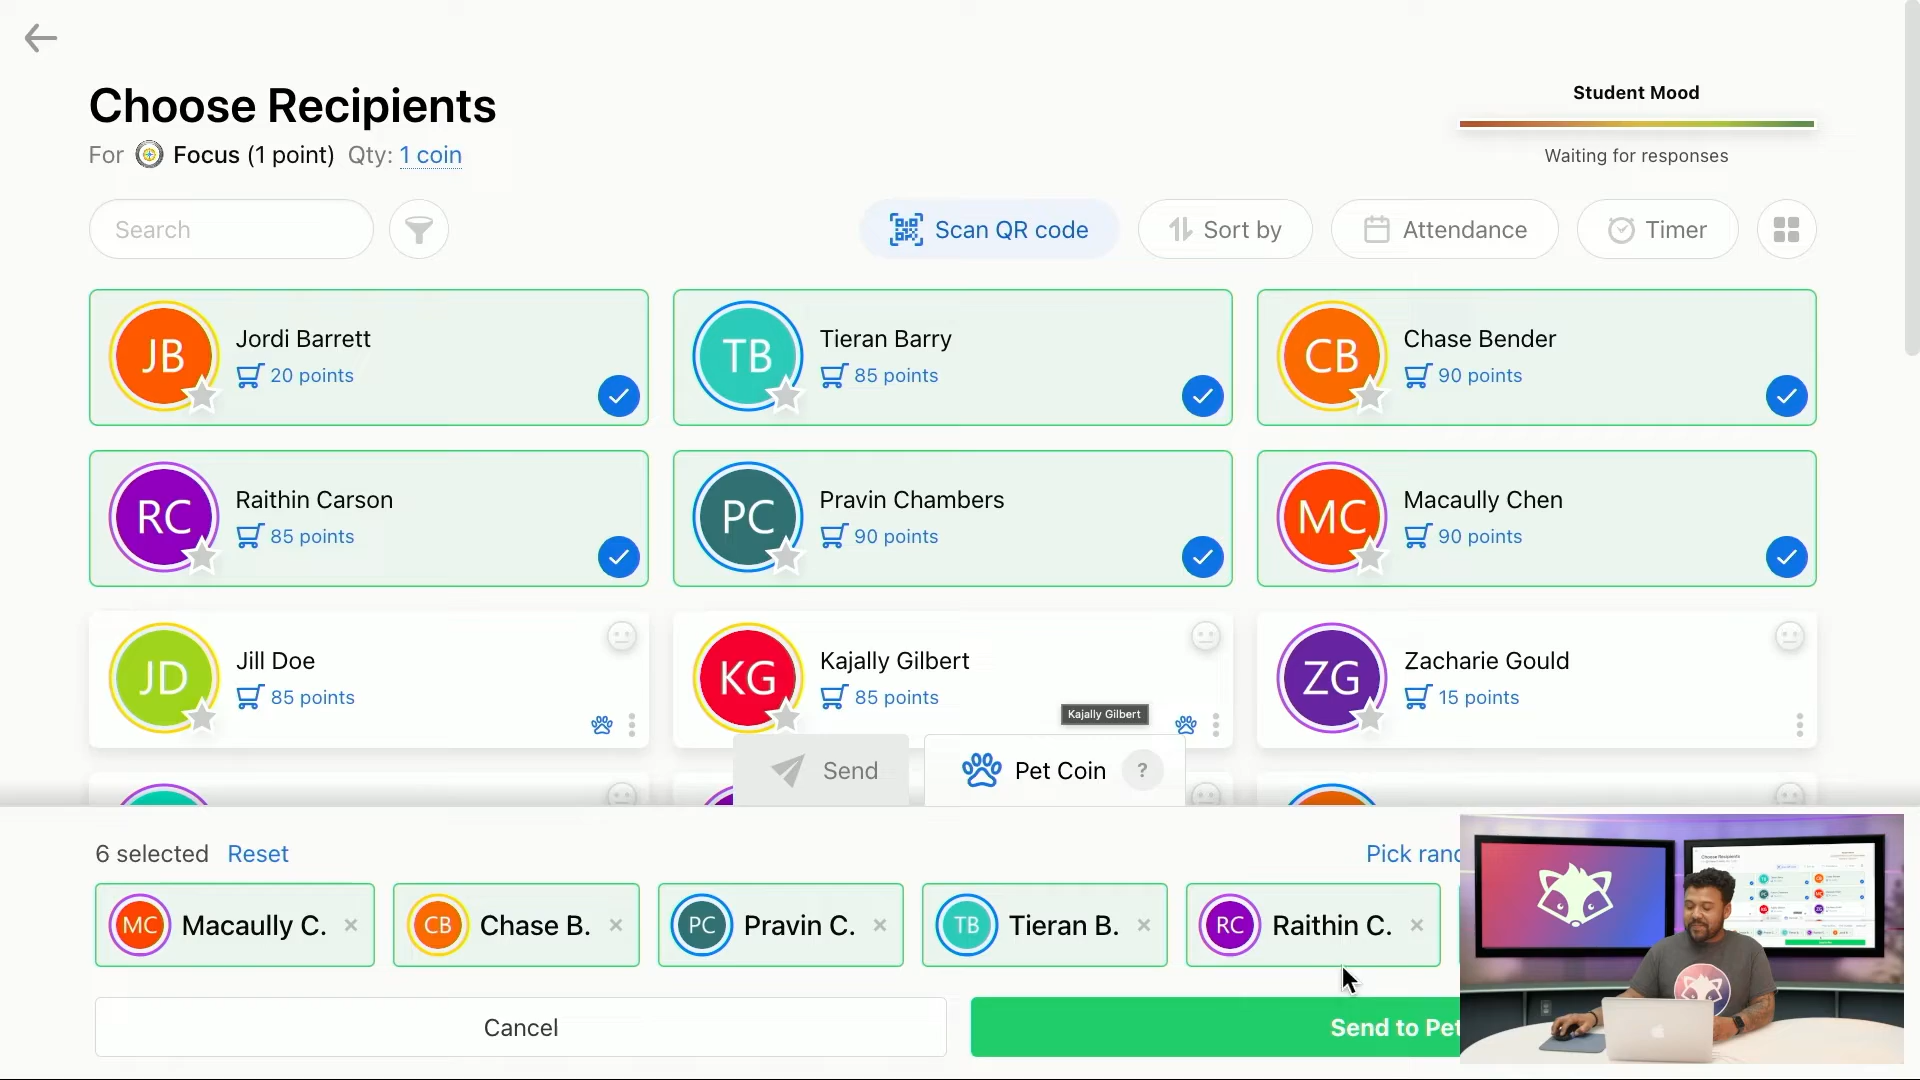 Choose Recipients
For Focus (1 point) Qty: 1 coin
Student Mood
Waiting for responses
Search
Scan QR code
Sort by
Attendance
Timer
JB Jordi Barrett
20 points
TB Tieran Barry
85 points
CB Chase Bender
90 points
RC Raithin Carson
85 points
PC Pravin Chambers
90 points
MC Macaully Chen
90 points
JD Jill Doe
85 points
KG Kajally Gilbert
85 points
Kajally Gilbert
ZG Zacharie Gould
15 points
Send
Pet Coin ?
6 selected Reset
Pick rand
MC Macaully C. ×
CB Chase B. ×
PC Pravin C. ×
TB Tieran B. ×
RC Raithin C. ×
Cancel
Send to Pet
Choose Recipients